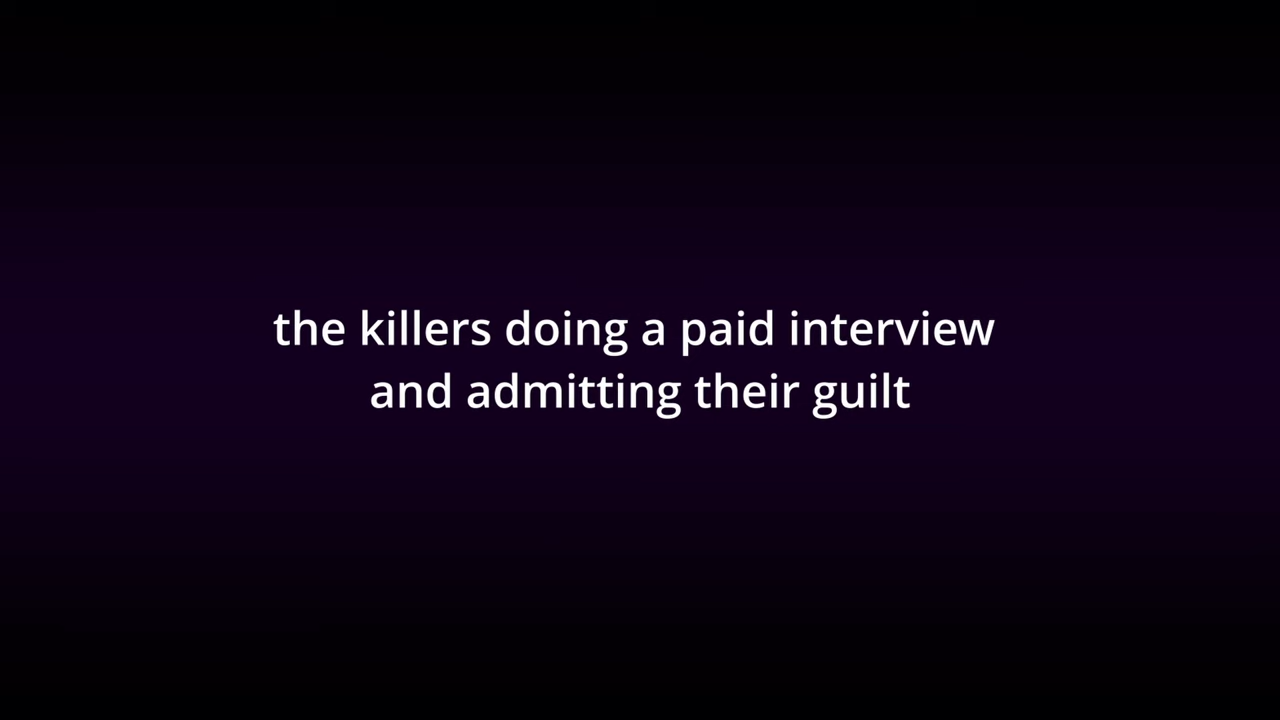 the killers doing a paid interview
and admitting their guilt